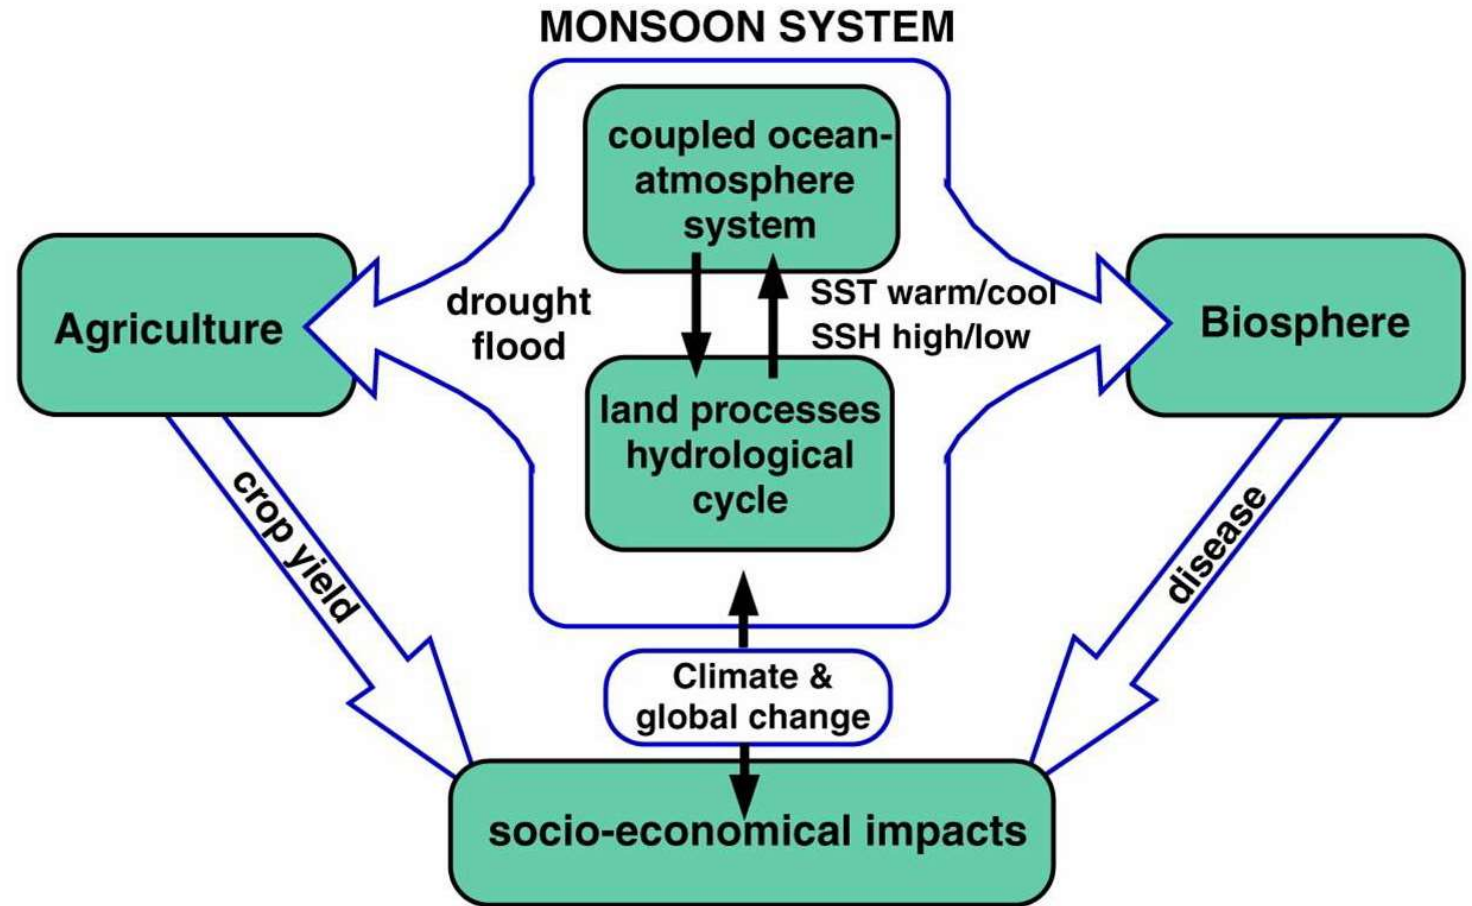 MONSOON SYSTEM
coupled ocean-
atmosphere
system
drought
flood
SST warm/cool
SSH high/low
Agriculture
Biosphere
land processes
hydrological
cycle
crop yield
disease
Climate &
global change
socio-economical impacts